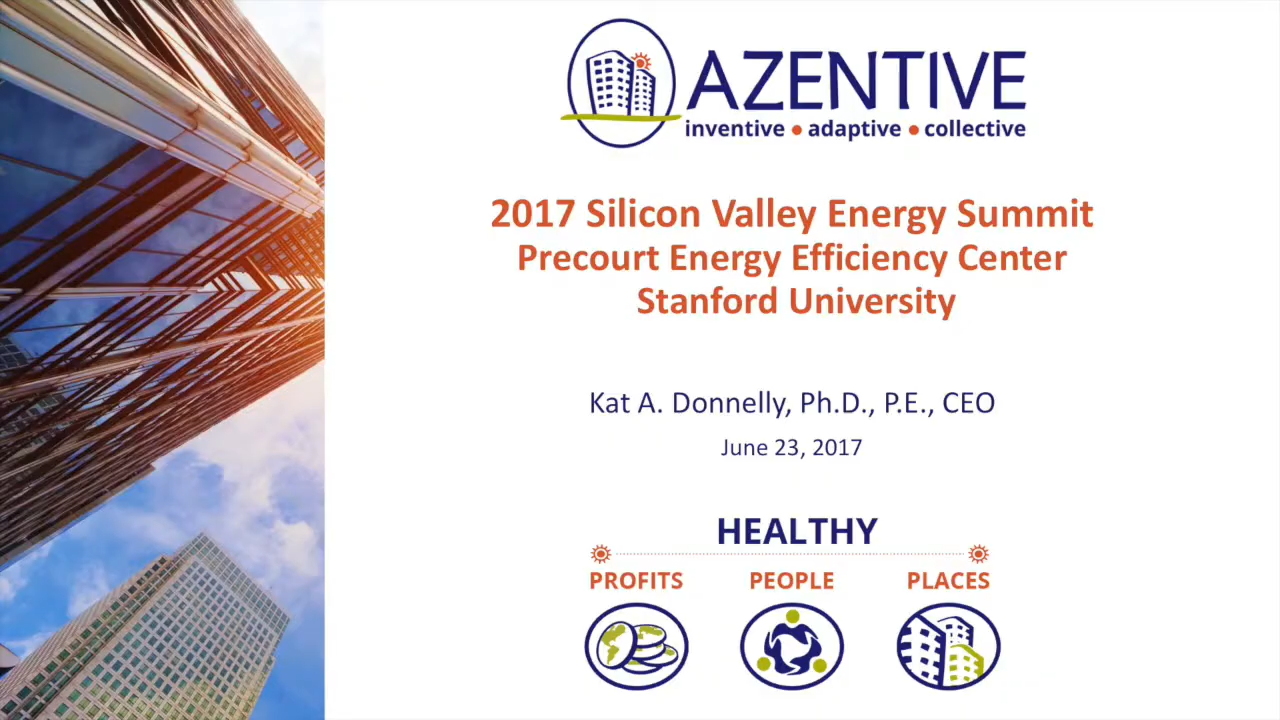 AZENTIVE
inventive • adaptive • collective
2017 Silicon Valley Energy Summit
Precourt Energy Efficiency Center
Stanford University
Kat A. Donnelly, Ph.D., P.E., CEO
June 23, 2017
HEALTHY
PROFITS PEOPLE PLACES